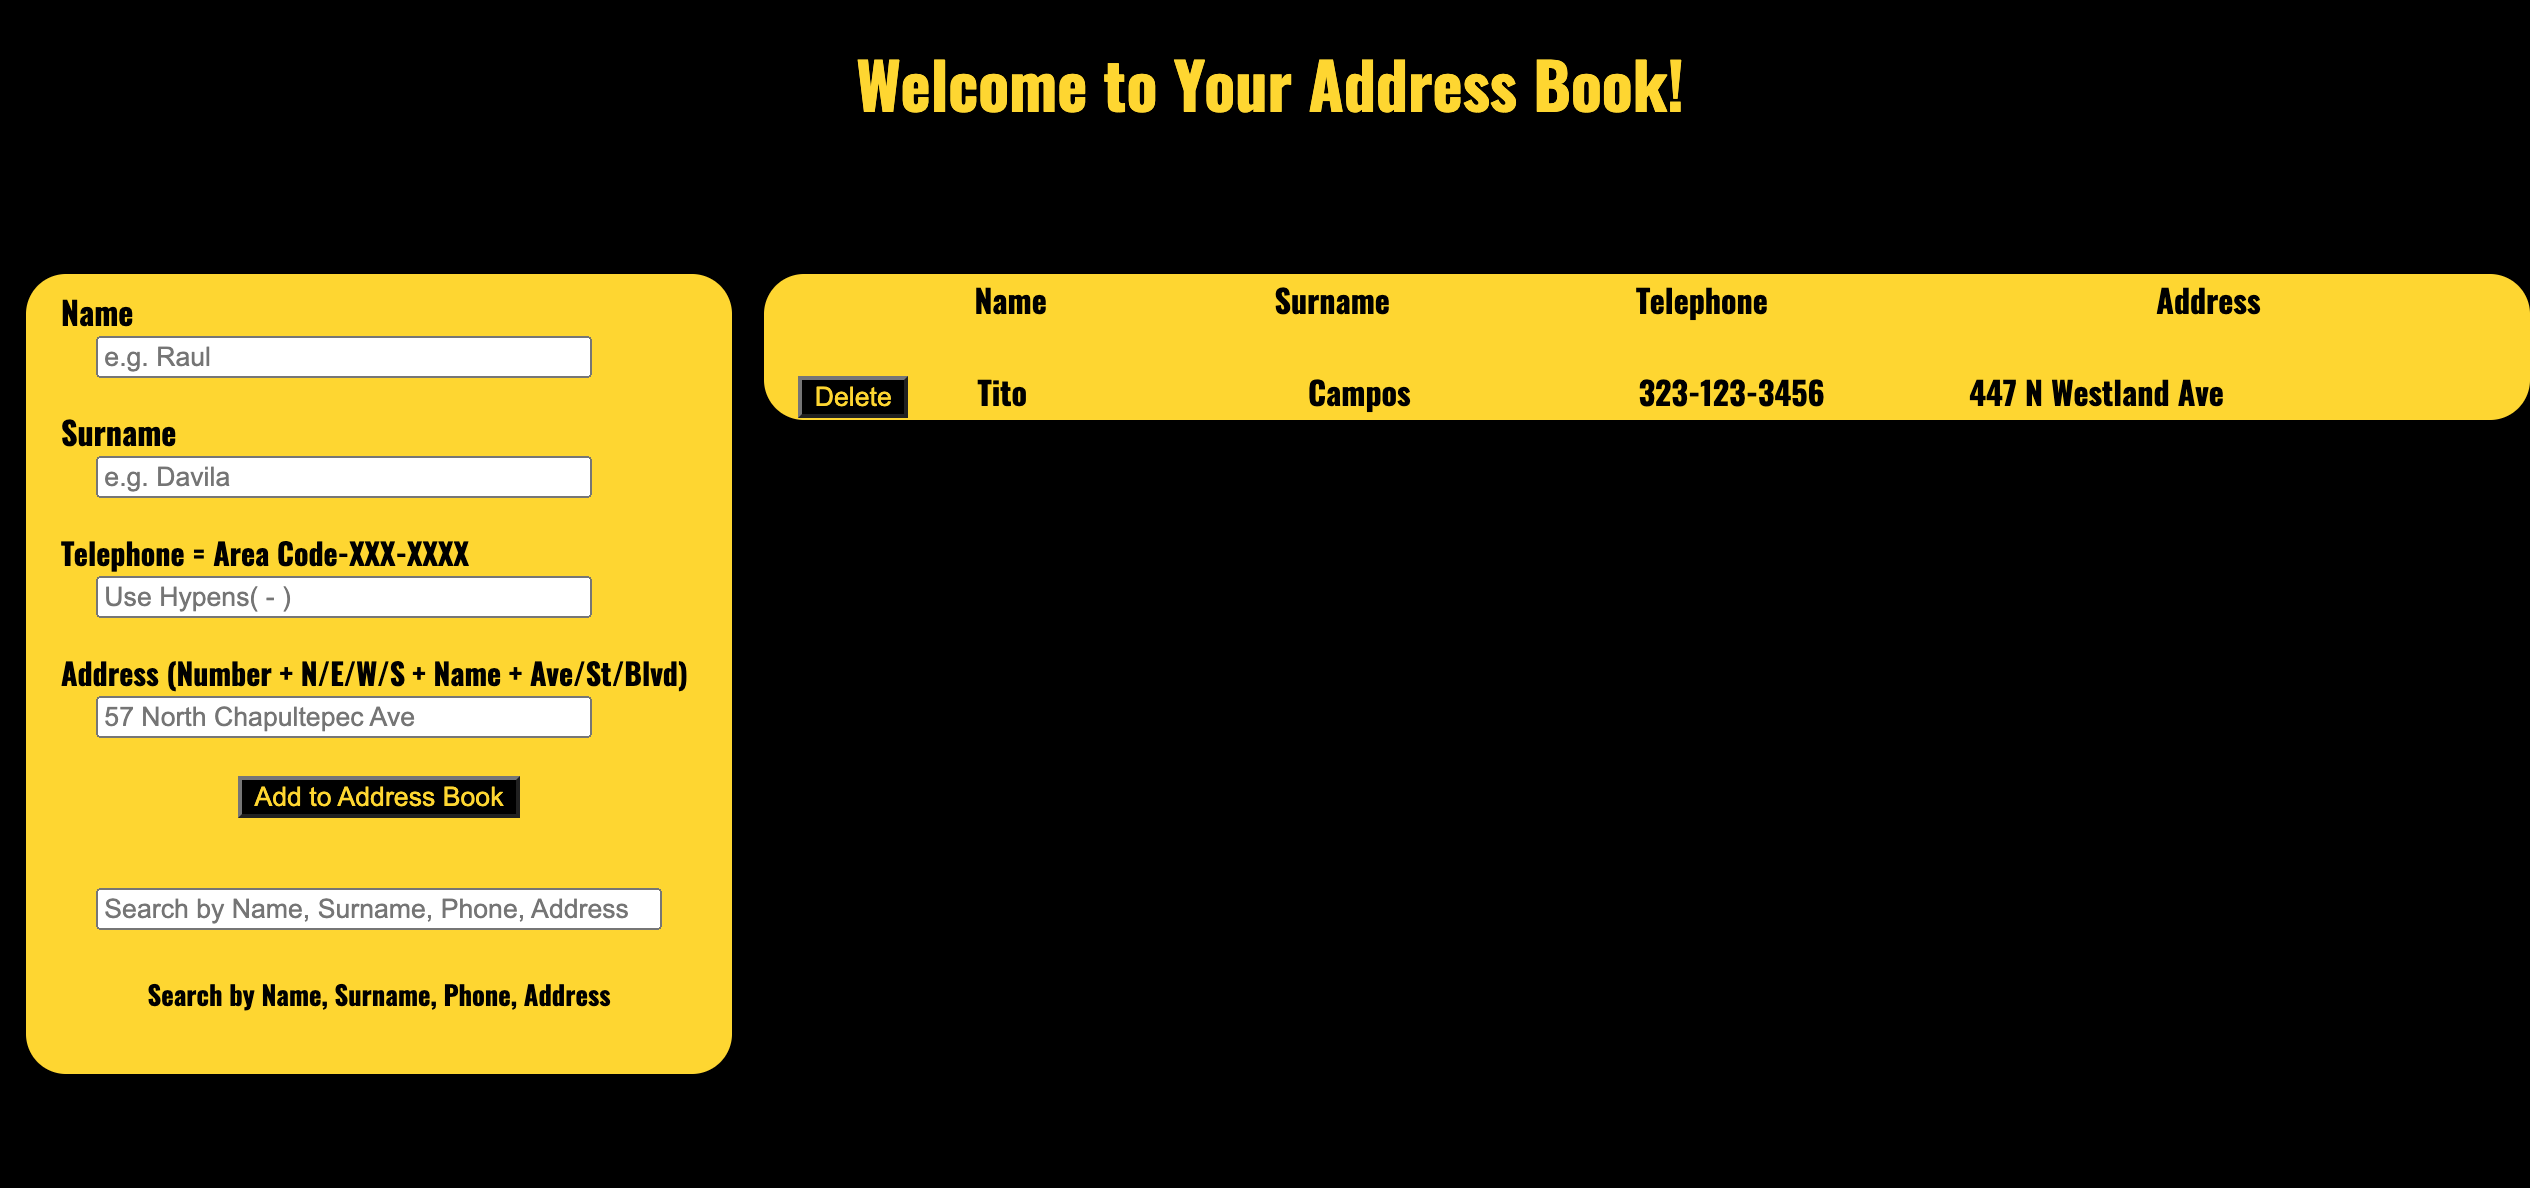 Welcome to Your Address Book!
Name
e.g. Raul
Surname
e.g. Davila
Telephone = Area Code-XXX-XXXX
Use Hypens( - )
Address (Number + N/E/W/S + Name + Ave/St/Blvd)
57 North Chapultepec Ave
Add to Address Book
Search by Name, Surname, Phone, Address
Search by Name, Surname, Phone, Address
Name Surname Telephone Address
Delete Tito Campos 323-123-3456 447 N Westland Ave